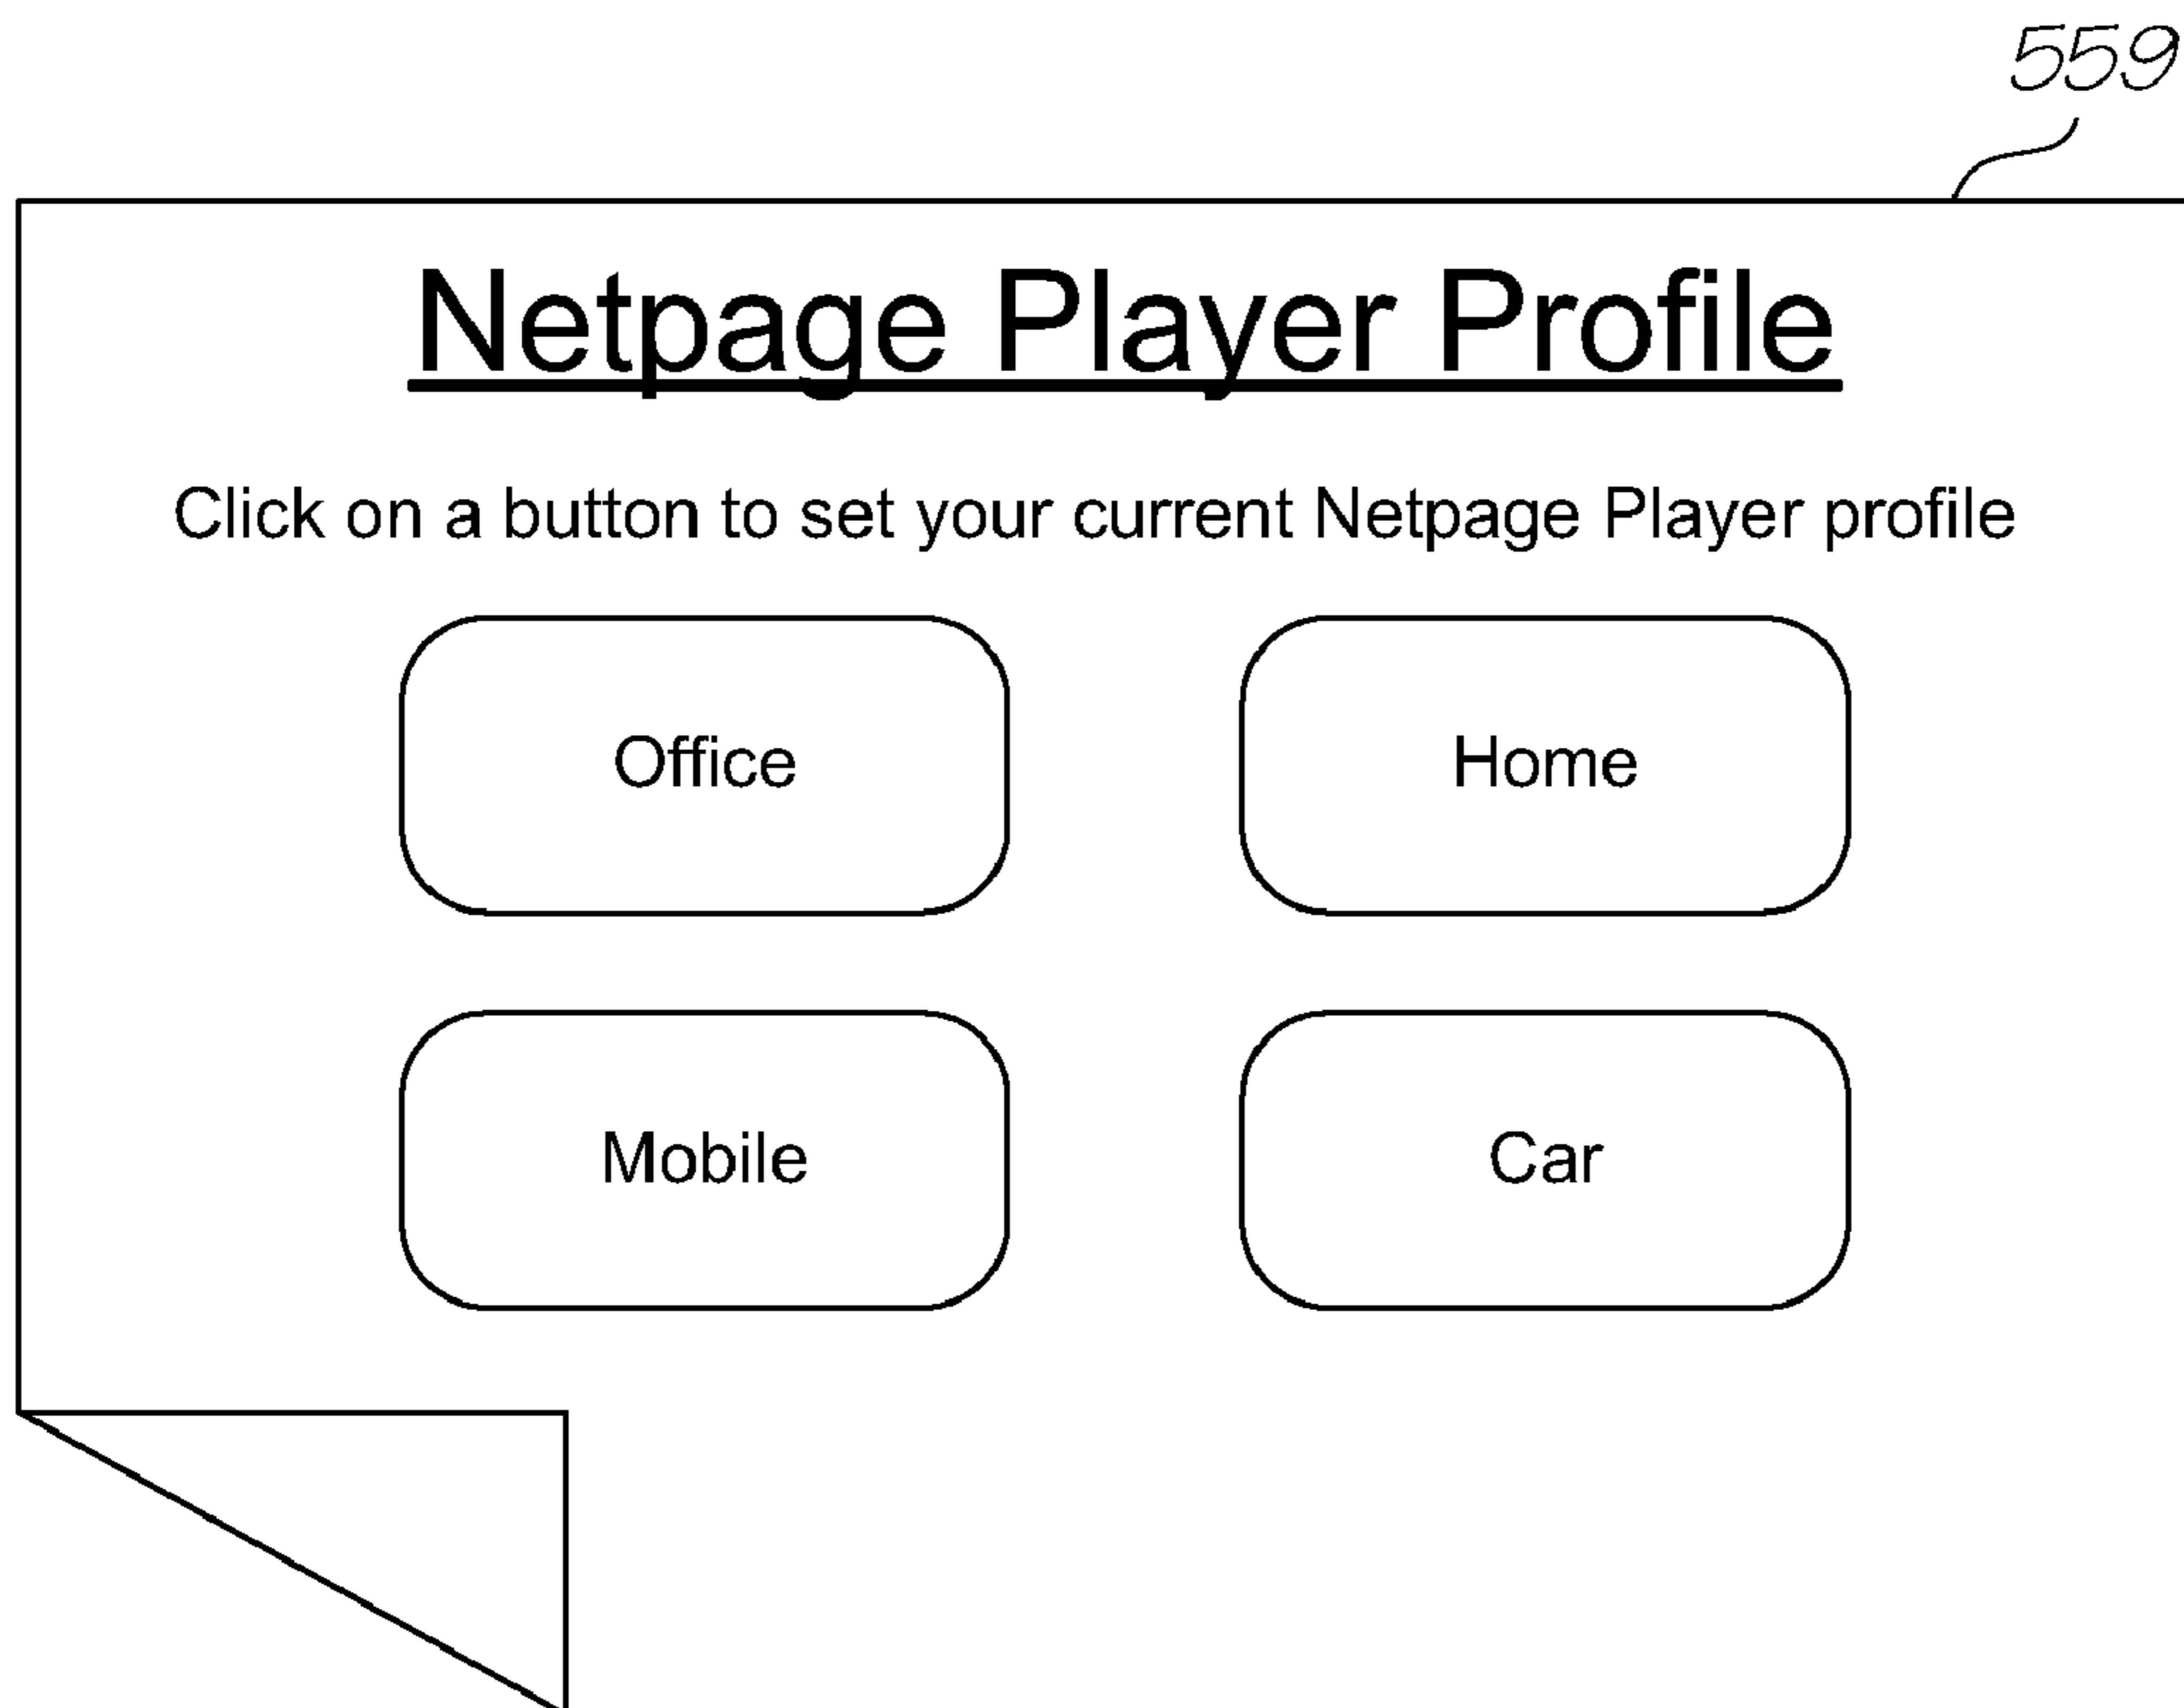 559
Netpage Player Profile
Click on a button to set your current Netpage Player profile
Office Home
Mobile Car